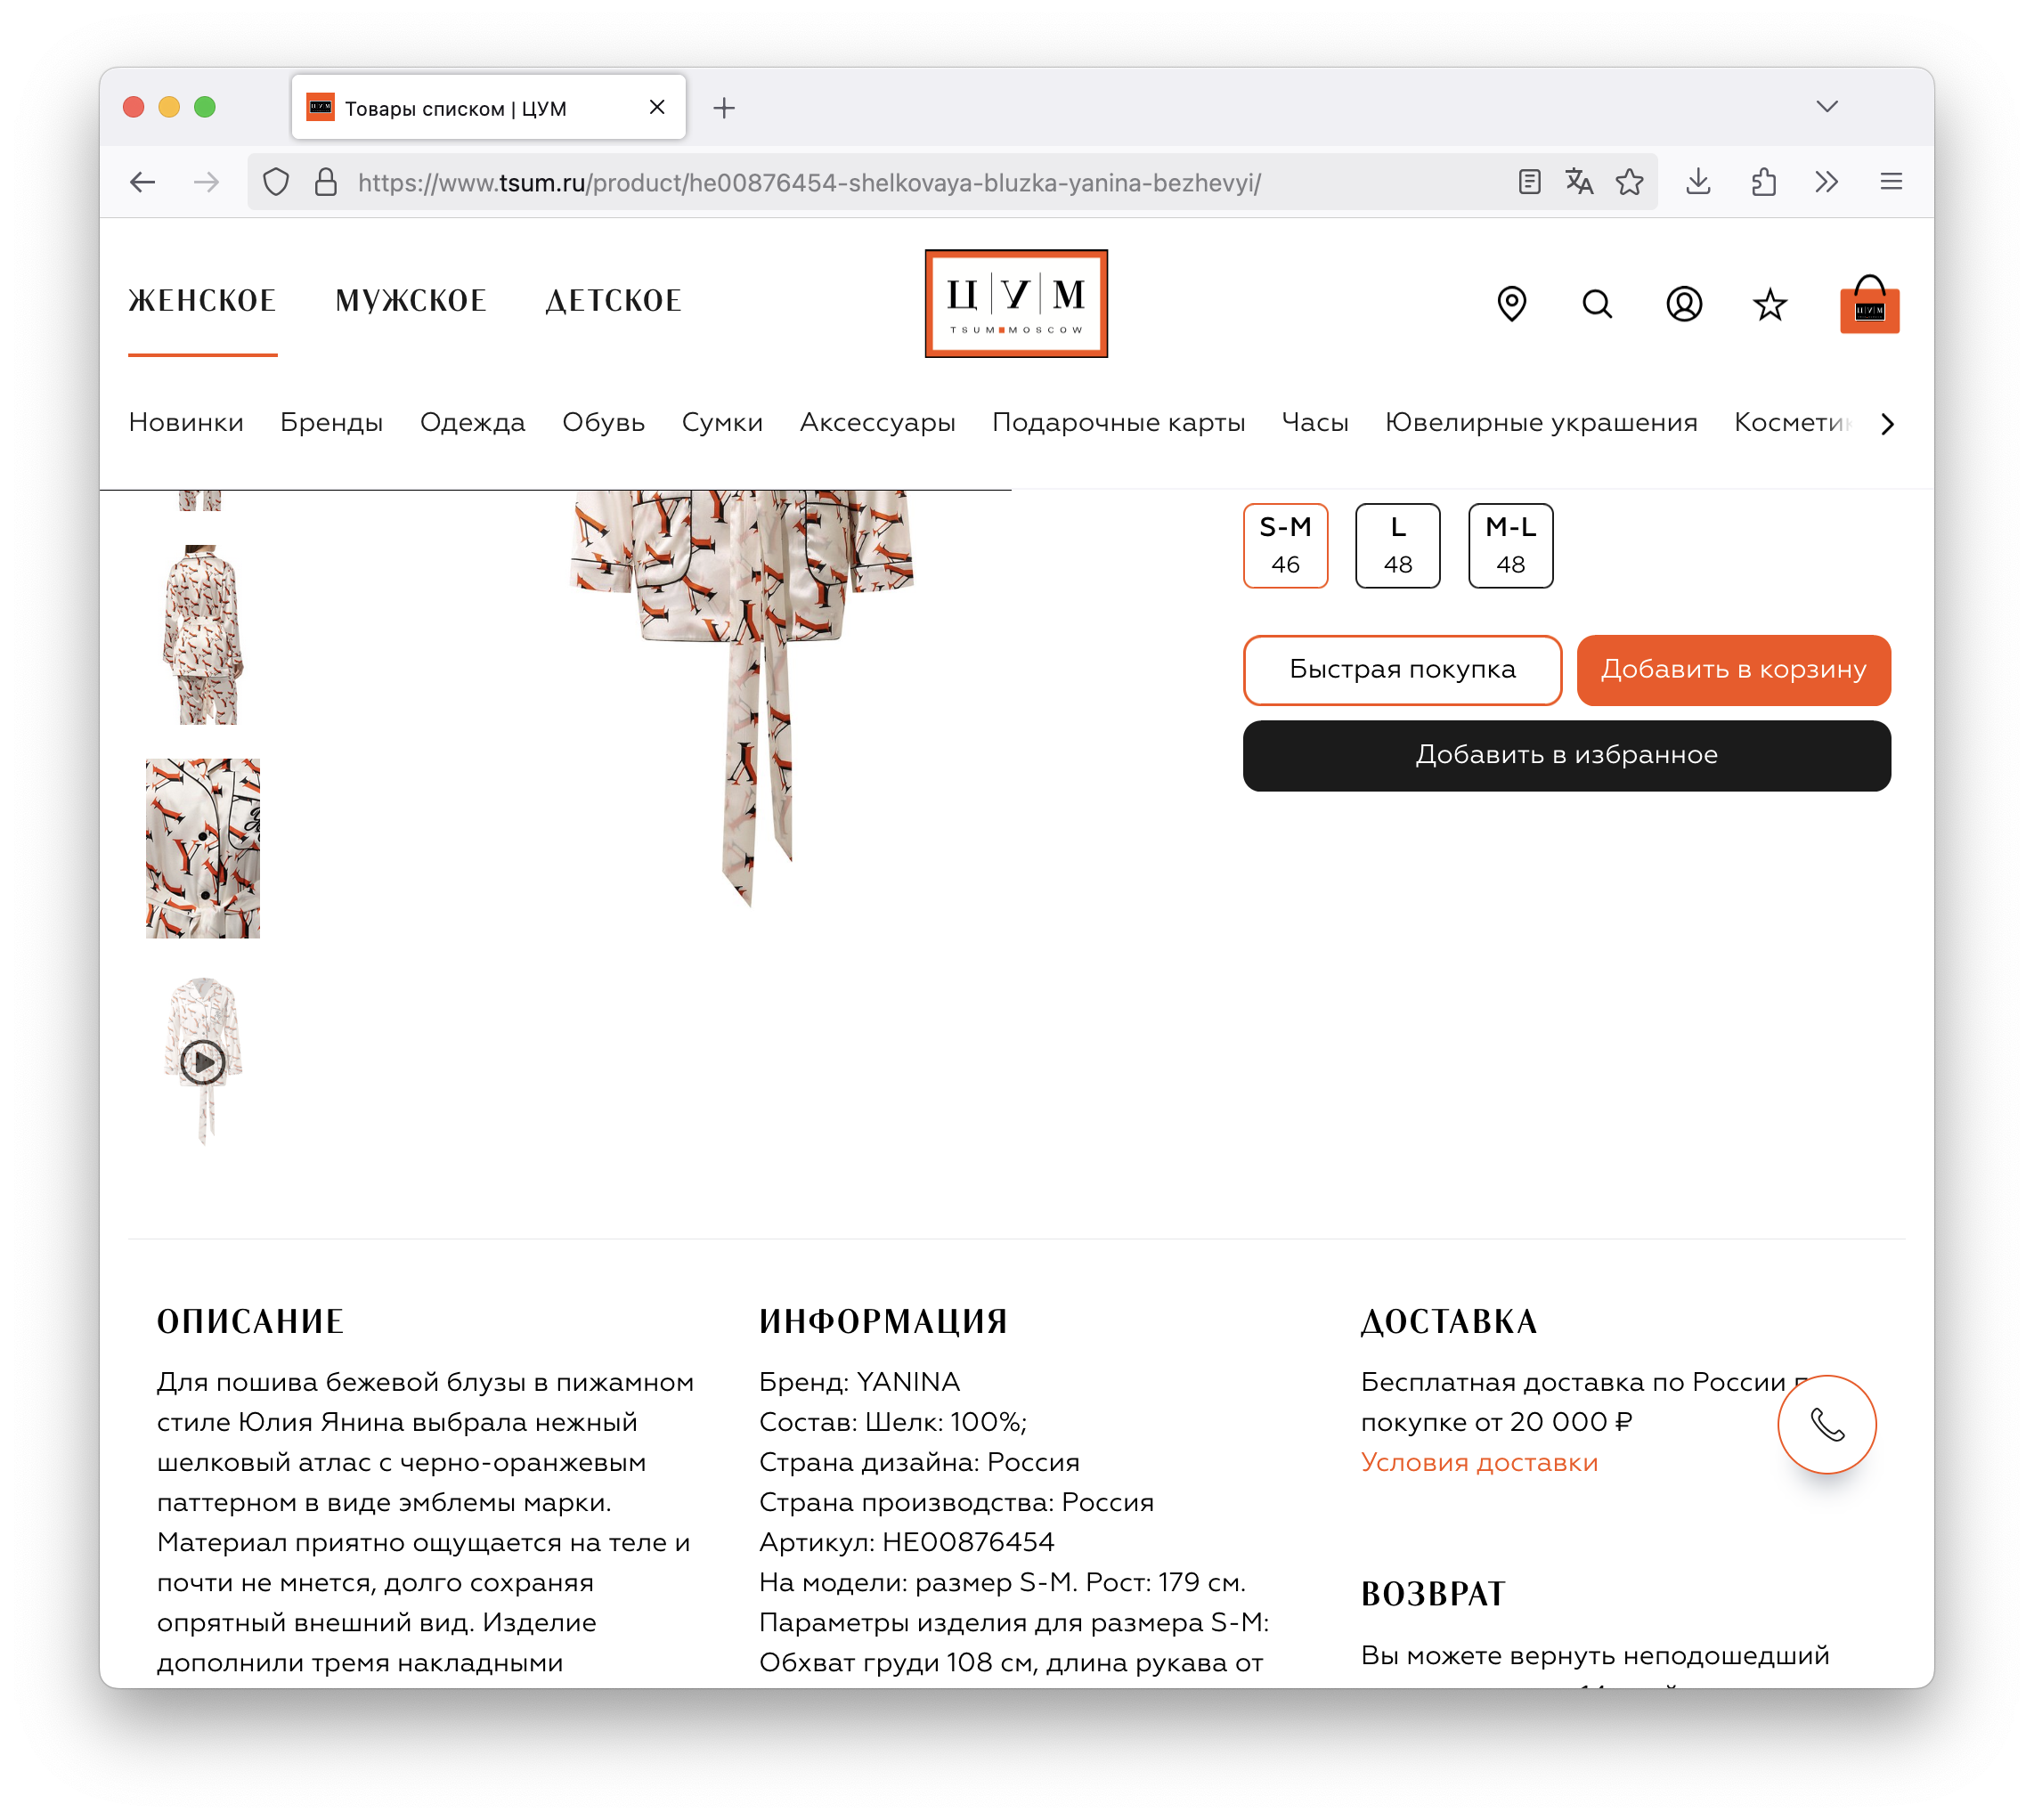 Товары списком | ЦУМ
https://www.tsum.ru/product/he00876454-shelkovaya-bluzka-yanina-bezhevyi/
ЖЕНСКОЕ МУЖСКОЕ ДЕТСКОЕ
ЦУМ
TSUM MOSCOW
Новинки Бренды Одежда Обувь Сумки Аксессуары Подарочные карты Часы Ювелирные украшения Косметик
S-M L M-L
46 48 48
Быстрая покупка Добавить в корзину
Добавить в избранное
ОПИСАНИЕ
Для пошива бежевой блузы в пижамном
стиле Юлия Янина выбрала нежный
шелковый атлас с черно-оранжевым
паттерном в виде эмблемы марки.
Материал приятно ощущается на теле и
почти не мнется, долго сохраняя
опрятный внешний вид. Изделие
дополнили тремя накладными
ИНФОРМАЦИЯ
Бренд: YANINA
Состав: Шелк: 100%;
Страна дизайна: Россия
Страна производства: Россия
Артикул: HE00876454
На модели: размер S-M. Рост: 179 см.
Параметры изделия для размера S-M:
Обхват груди 108 см, длина рукава от
ДОСТАВКА
Бесплатная доставка по России
покупке от 20 000 ₽
Условия доставки
ВОЗВРАТ
Вы можете вернуть неподошедший